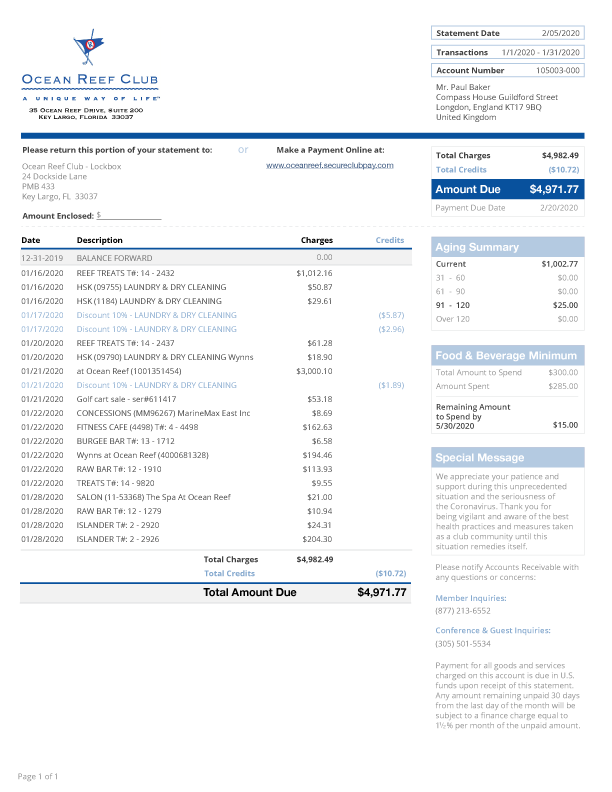 OCEAN REEF CLUB
A UNIQUE WAY OF LIFE
35 OCEAN REEF DRIVE, SUITE 200
KEY LARGO, FLORIDA 33037
Statement Date 2/05/2020
Transactions 1/1/2020 - 1/31/2020
Account Number 105003-000
Mr. Paul Baker
Compass House Guildford Street
Longdon, England KT17 9BQ
United Kingdom
Please return this portion of your statement to:
Ocean Reef Club - Lockbox
24 Dockside Lane
PMB 433
Key Largo, FL 33037
Amount Enclosed: $
or
Make a Payment Online at:
www.oceanreef.secureclubpay.com
Total Charges $4,982.49
Total Credits ($10.72)
Amount Due $4,971.77
Payment Due Date 2/20/2020
Date Description Charges Credits
12-31-2019 BALANCE FORWARD 0.00
01/16/2020 REEF TREATS T#: 14 - 2432 $1,012.16
01/16/2020 HSK (09755) LAUNDRY & DRY CLEANING $50.87
01/16/2020 HSK (1184) LAUNDRY & DRY CLEANING $29.61
01/17/2020 Discount 10% - LAUNDRY & DRY CLEANING ($5.87)
01/17/2020 Discount 10% - LAUNDRY & DRY CLEANING ($2.96)
01/20/2020 REEF TREATS T#: 14 - 2437 $61.28
01/20/2020 HSK (09790) LAUNDRY & DRY CLEANING Wynns $18.90
01/21/2020 at Ocean Reef (1001351454) $3,000.10
01/21/2020 Discount 10% - LAUNDRY & DRY CLEANING ($1.89)
01/21/2020 Golf cart sale - ser#611417 $53.18
01/22/2020 CONCESSIONS (MM96267) MarineMax East Inc $8.69
01/22/2020 FITNESS CAFE (4498) T#: 4 - 4498 $162.63
01/22/2020 BURGEE BAR T#: 13 - 1712 $6.58
01/22/2020 Wynns at Ocean Reef (4000681328) $194.46
01/22/2020 RAW BAR T#: 12 - 1910 $113.93
01/22/2020 TREATS T#: 14 - 9820 $9.55
01/28/2020 SALON (11-53368) The Spa At Ocean Reef $21.00
01/28/2020 RAW BAR T#: 12 - 1279 $10.94
01/28/2020 ISLANDER T#: 2 - 2920 $24.31
01/28/2020 ISLANDER T#: 2 - 2926 $204.30
Total Charges $4,982.49
Total Credits ($10.72)
Total Amount Due $4,971.77
Aging Summary
Current $1,002.77
31 - 60 $0.00
61 - 90 $0.00
91 - 120 $25.00
Over 120 $0.00
Food & Beverage Minimum
Total Amount to Spend $300.00
Amount Spent $285.00
Remaining Amount
to Spend by
5/30/2020 $15.00
Special Message
We appreciate your patience and
support during this unprecedented
situation and the seriousness of
the Coronavirus. Thank you for
being vigilant and aware of the best
health practices and measures taken
as a club community until this
situation remedies itself.
Please notify Accounts Receivable with
any questions or concerns:
Member Inquiries:
(877) 213-6552
Conference & Guest Inquiries:
(305) 501-5534
Payment for all goods and services
charged on this account is due in U.S.
funds upon receipt of this statement.
Any amount remaining unpaid 30 days
from the last day of the month will be
subject to a finance charge equal to
1½% per month of the unpaid amount.
Page 1 of 1